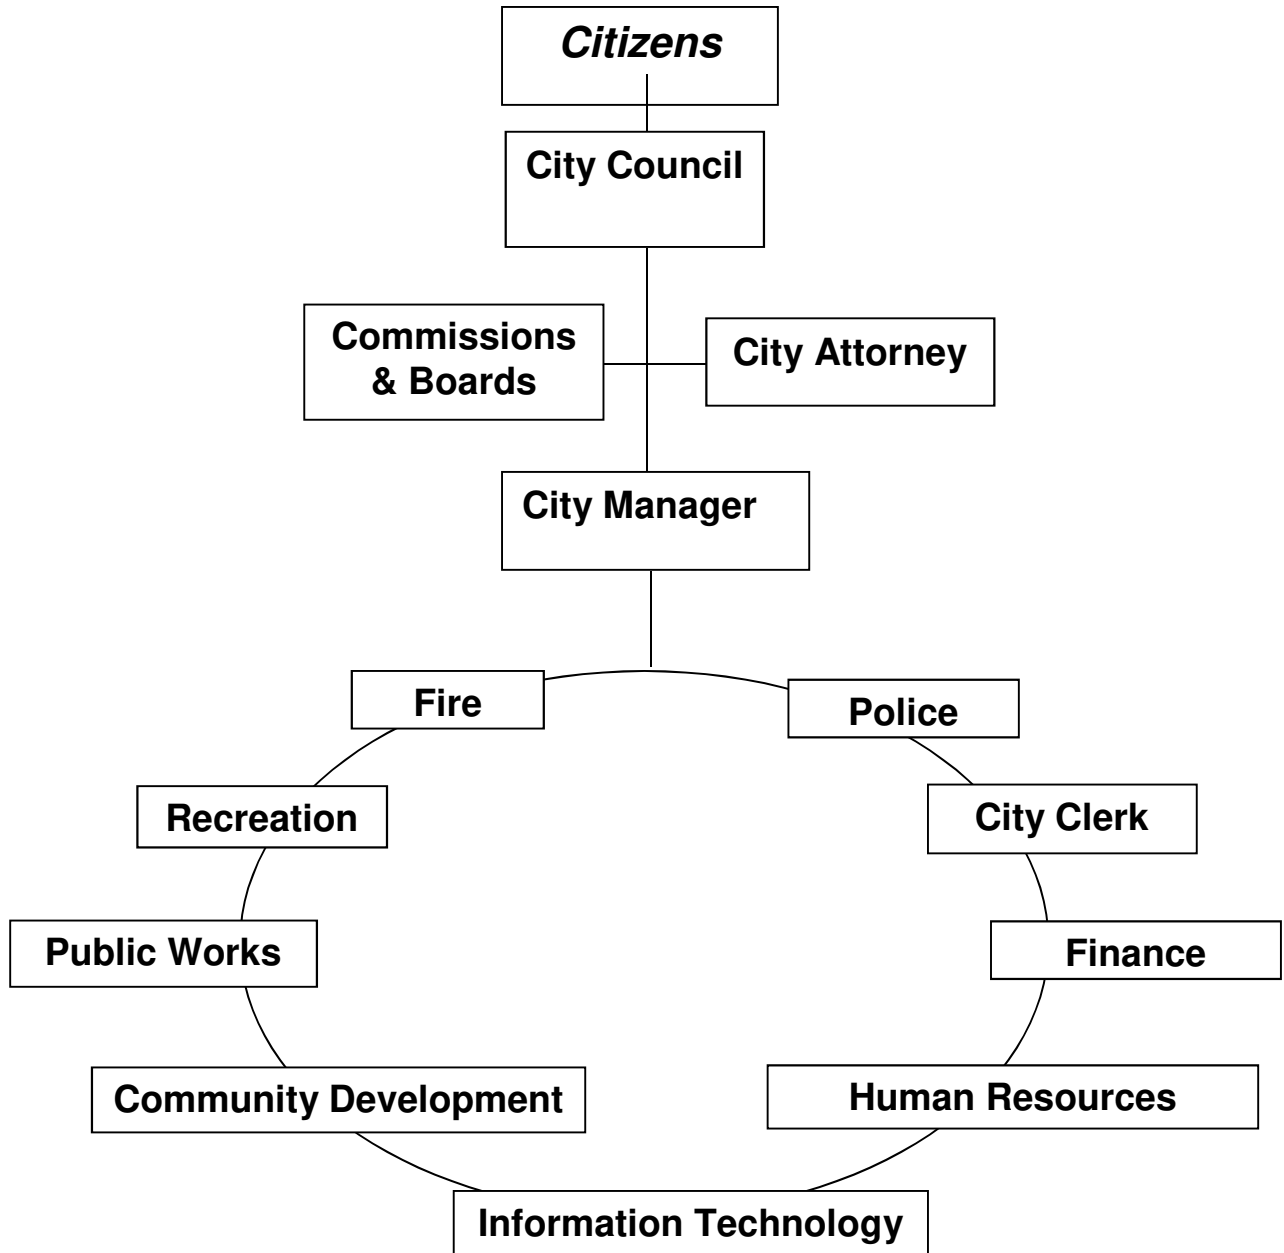 Citizens
City Council
Commissions
& Boards
City Attorney
City Manager
Fire
Police
Recreation
City Clerk
Public Works
Finance
Community Development
Human Resources
Information Technology